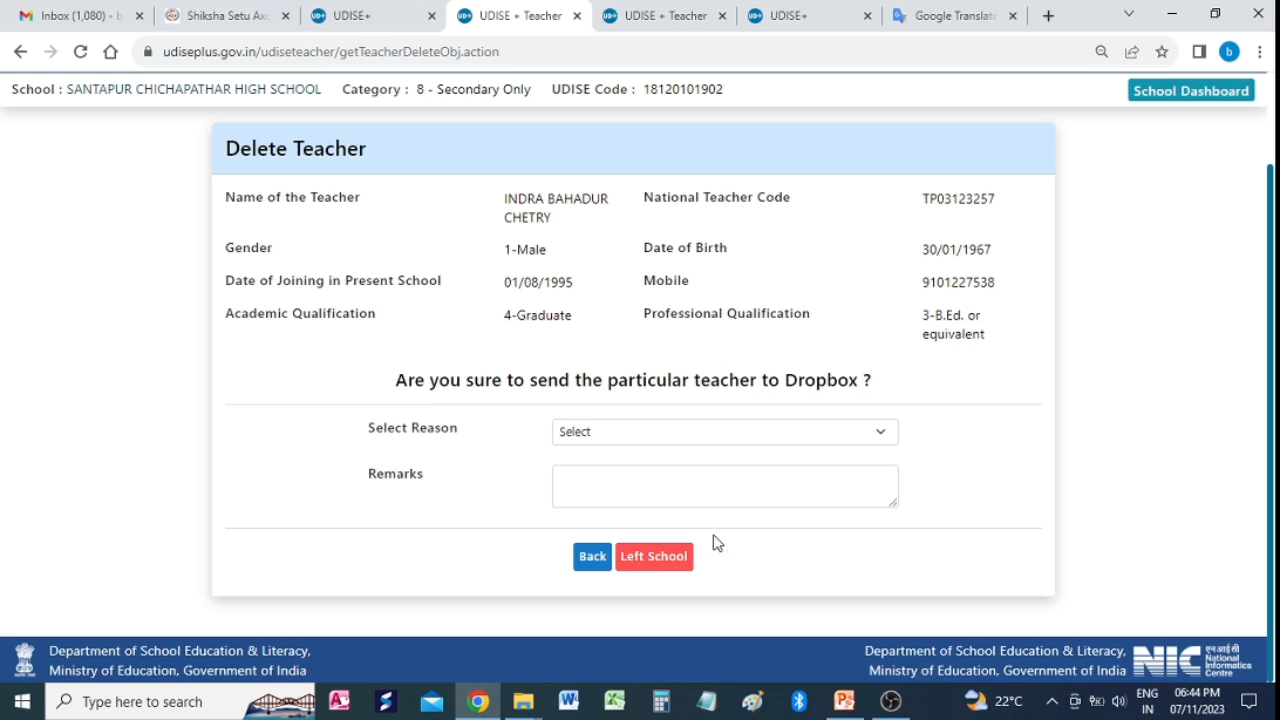 Inbox (1,080) - b
Shiksha Setu Axo
UDISE+
UDISE + Teacher
UDISE + Teacher
UDISE+
Google Translate
udiseplus.gov.in/udiseteacher/getTeacherDeleteObj.action
b
School : SANTAPUR CHICHAPATHAR HIGH SCHOOL Category : 8 - Secondary Only UDISE Code : 18120101902
School Dashboard
Delete Teacher
Name of the Teacher INDRA BAHADUR CHETRY National Teacher Code TP03123257
Gender 1-Male Date of Birth 30/01/1967
Date of Joining in Present School 01/08/1995 Mobile 9101227538
Academic Qualification 4-Graduate Professional Qualification 3-B.Ed. or equivalent
Are you sure to send the particular teacher to Dropbox ?
Select Reason Select
Remarks
Back Left School
Department of School Education & Literacy,
Ministry of Education, Government of India
Department of School Education & Literacy,
Ministry of Education, Government of India
NIC एन आई सी National Informatics Centre
Type here to search
22°C
ENG IN
06:44 PM
07/11/2023